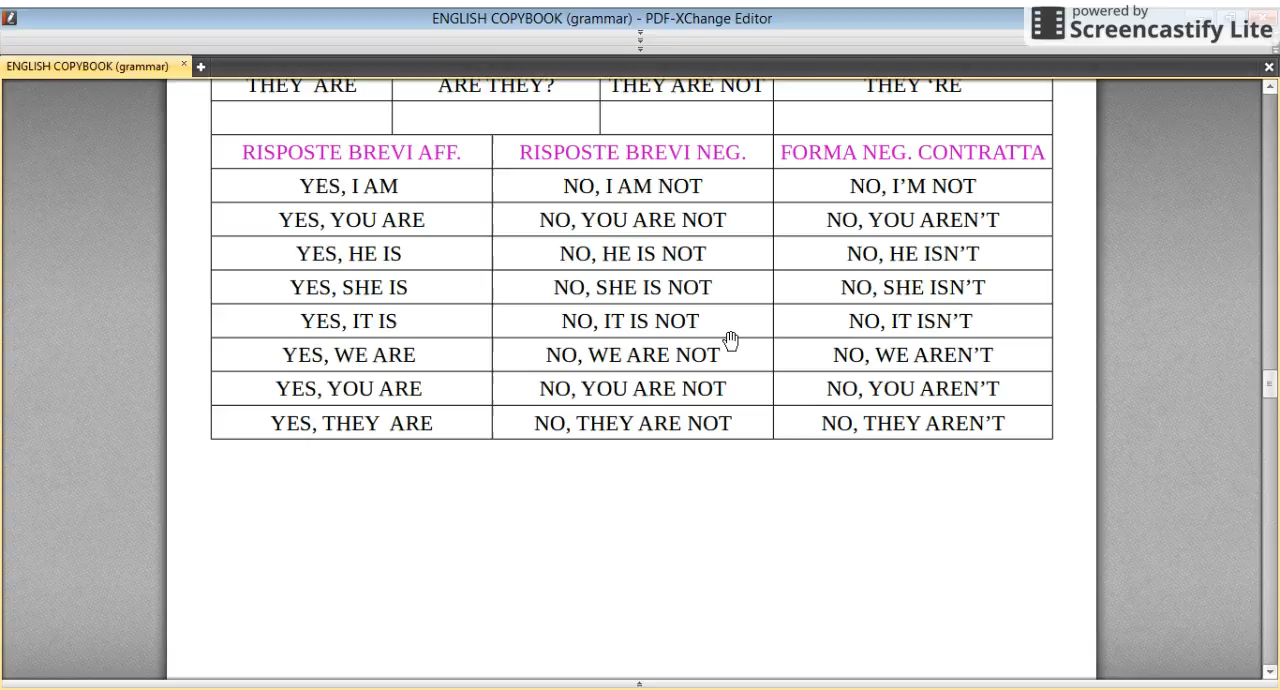 ENGLISH COPYBOOK (grammar) - PDF-XChange Editor
powered by
Screencastify Lite
ENGLISH COPYBOOK (grammar)
THEY ARE ARE THEY? THEY ARE NOT THEY ‘RE
RISPOSTE BREVI AFF. RISPOSTE BREVI NEG. FORMA NEG. CONTRATTA
YES, I AM NO, I AM NOT NO, I’M NOT
YES, YOU ARE NO, YOU ARE NOT NO, YOU AREN’T
YES, HE IS NO, HE IS NOT NO, HE ISN’T
YES, SHE IS NO, SHE IS NOT NO, SHE ISN’T
YES, IT IS NO, IT IS NOT NO, IT ISN’T
YES, WE ARE NO, WE ARE NOT NO, WE AREN’T
YES, YOU ARE NO, YOU ARE NOT NO, YOU AREN’T
YES, THEY ARE NO, THEY ARE NOT NO, THEY AREN’T